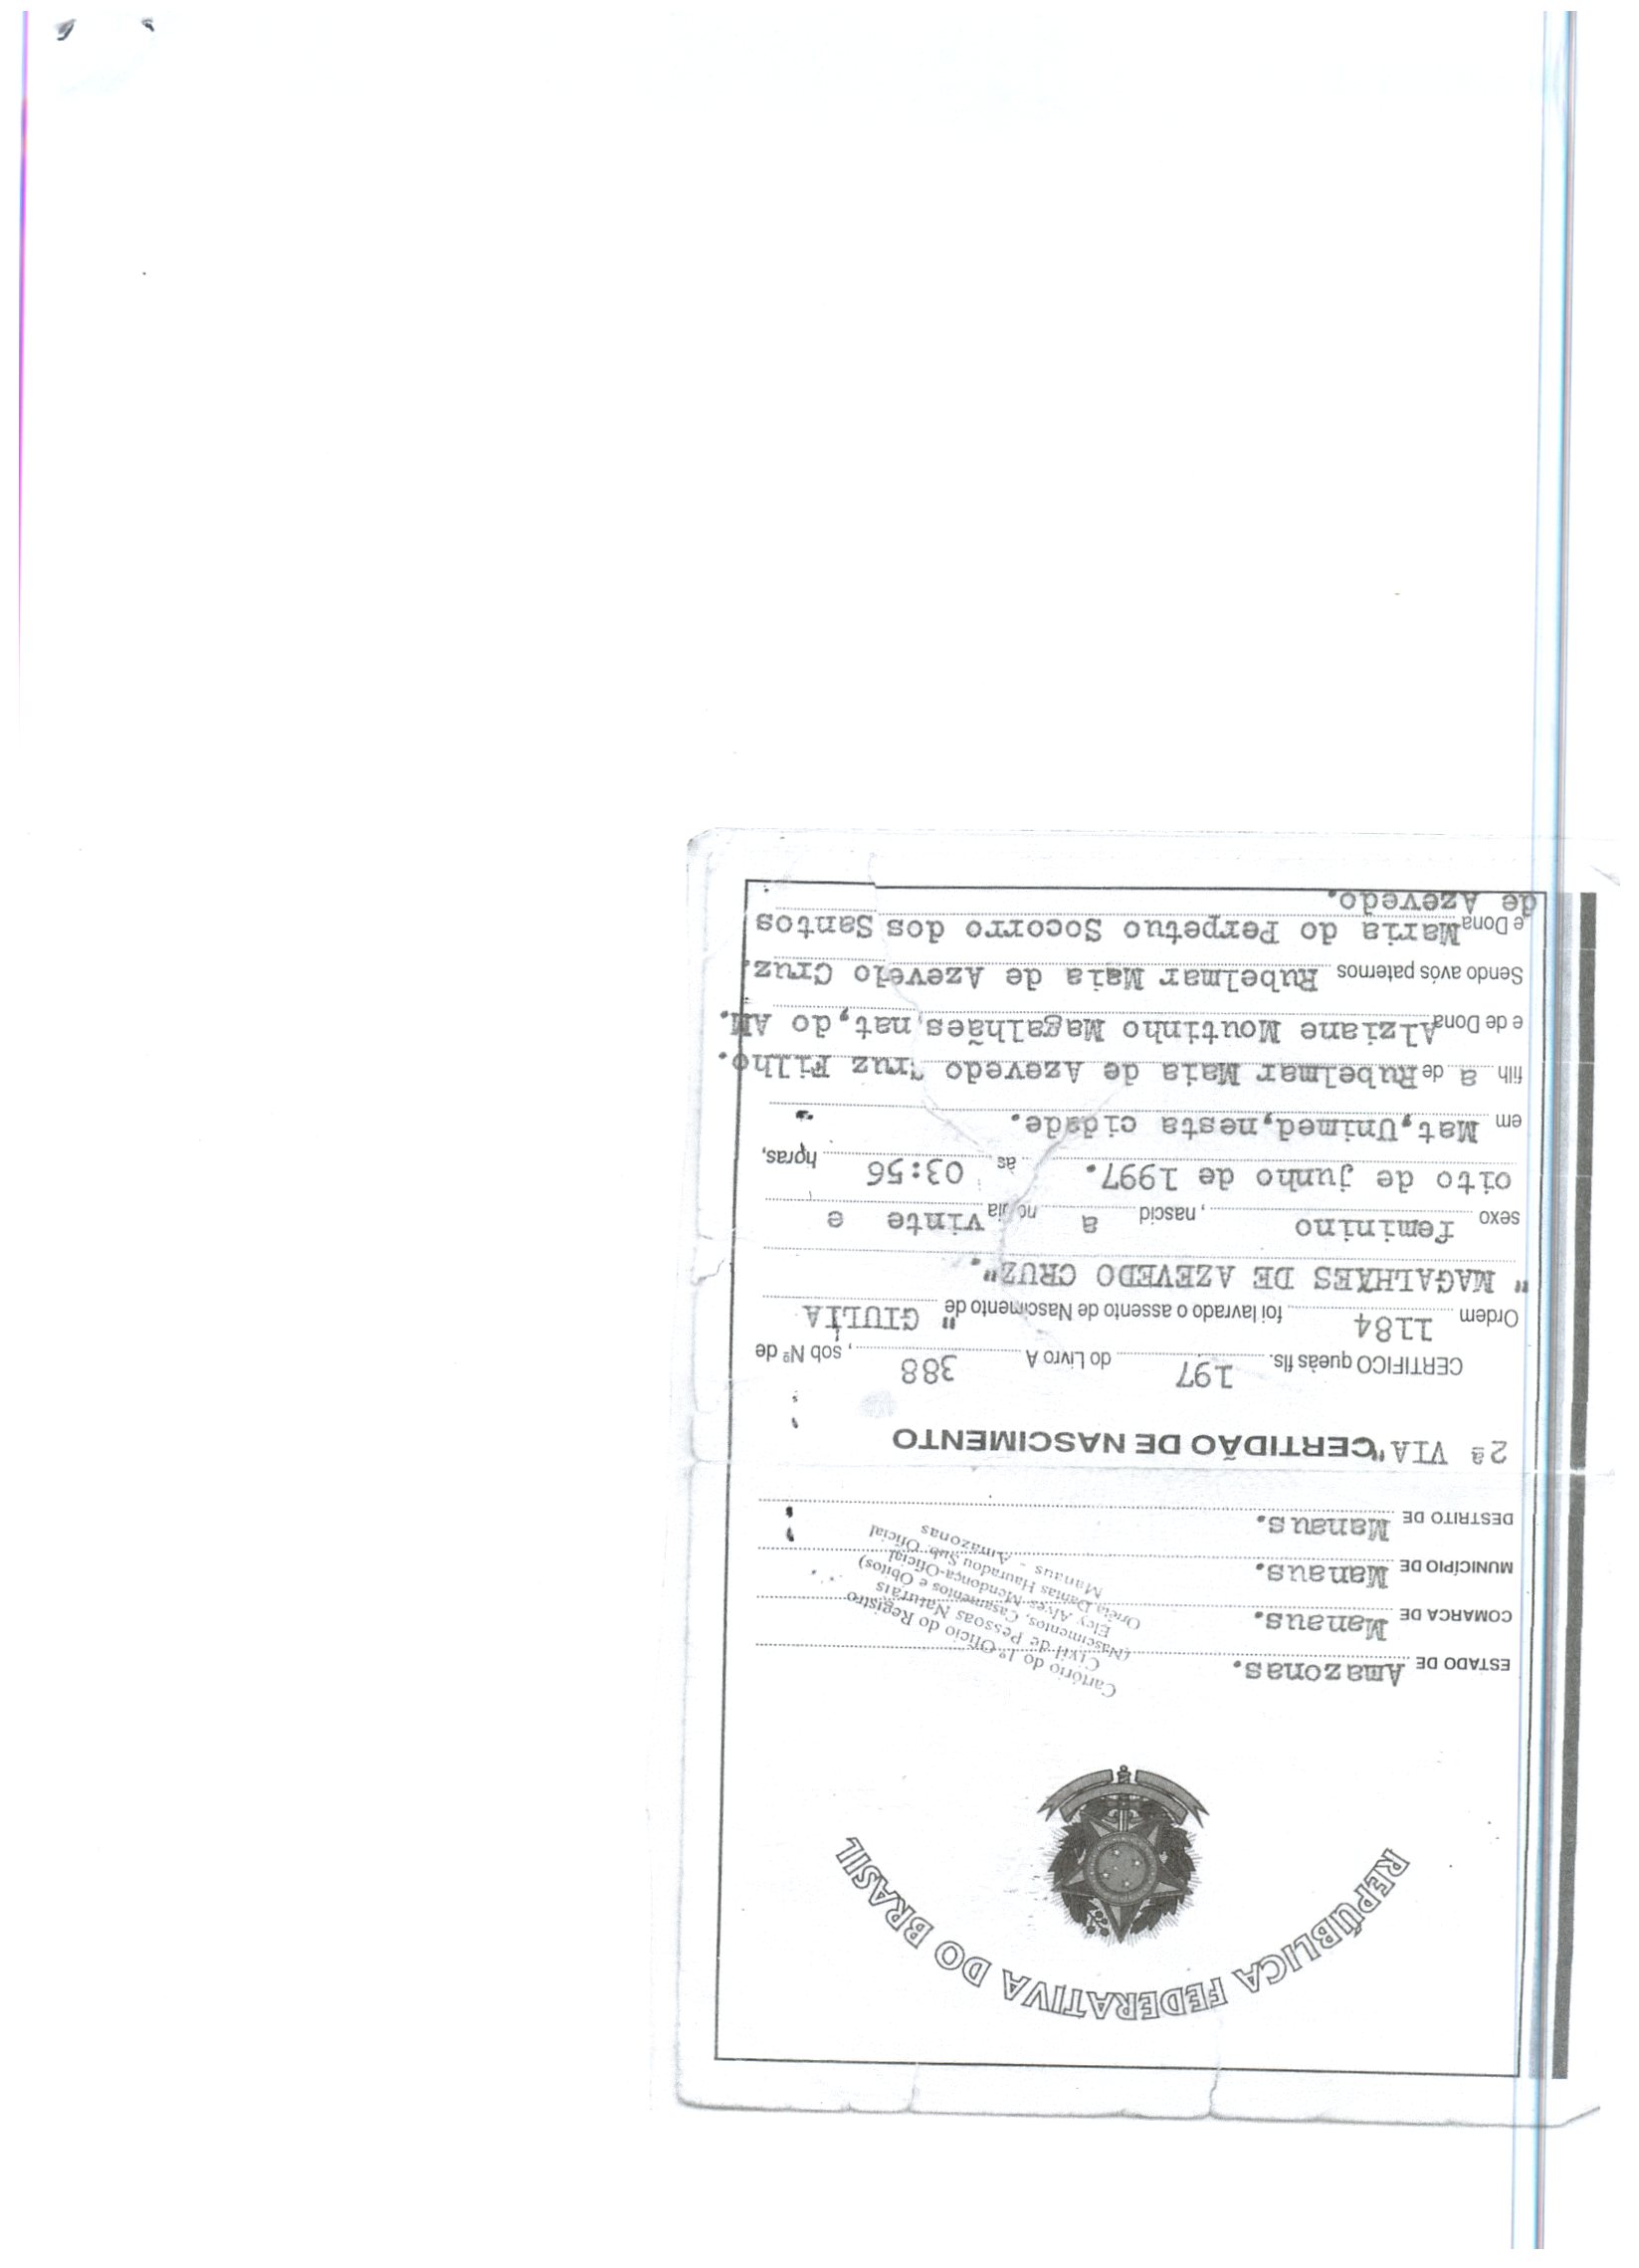 REPÚBLICA FEDERATIVA DO BRASIL
ESTADO DE Amazonas.
COMARCA DE Manaus.
MUNICÍPIO DE Manaus.
DESTRITO DE Manaus.
Cartório do 1º Ofício do Registro
Civil de Pessoas Naturais
(Nascimentos, Casamentos e Óbitos)
Elcy Alves Mendonça-Oficial
Dantas Hauradou Sub. Oficial
Manaus - Amazonas
2ª VIA" CERTIDÃO DE NASCIMENTO
CERTIFICO que às fls. 197 do Livro A 388 , sob Nº de
Ordem 1184 foi lavrado o assento de Nascimento de " GIULIA
" MAGALHÃES DE AZEVEDO CRUZ".
sexo feminino , nascid a no dia vinte e
oito de junho de 1997. às 03:56 horas,
em Mat,Unimed,nesta cidade.
filh a de Rubelmar Maia de Azevedo Cruz Filho.
e de Dona Alziane Moutinho Magalhães, nat,do AM.
Sendo avós paternos Rubelmar Maia de Azevedo Cruz.
e Dona Maria do Perpetuo Socorro dos Santos
de Azevedo.